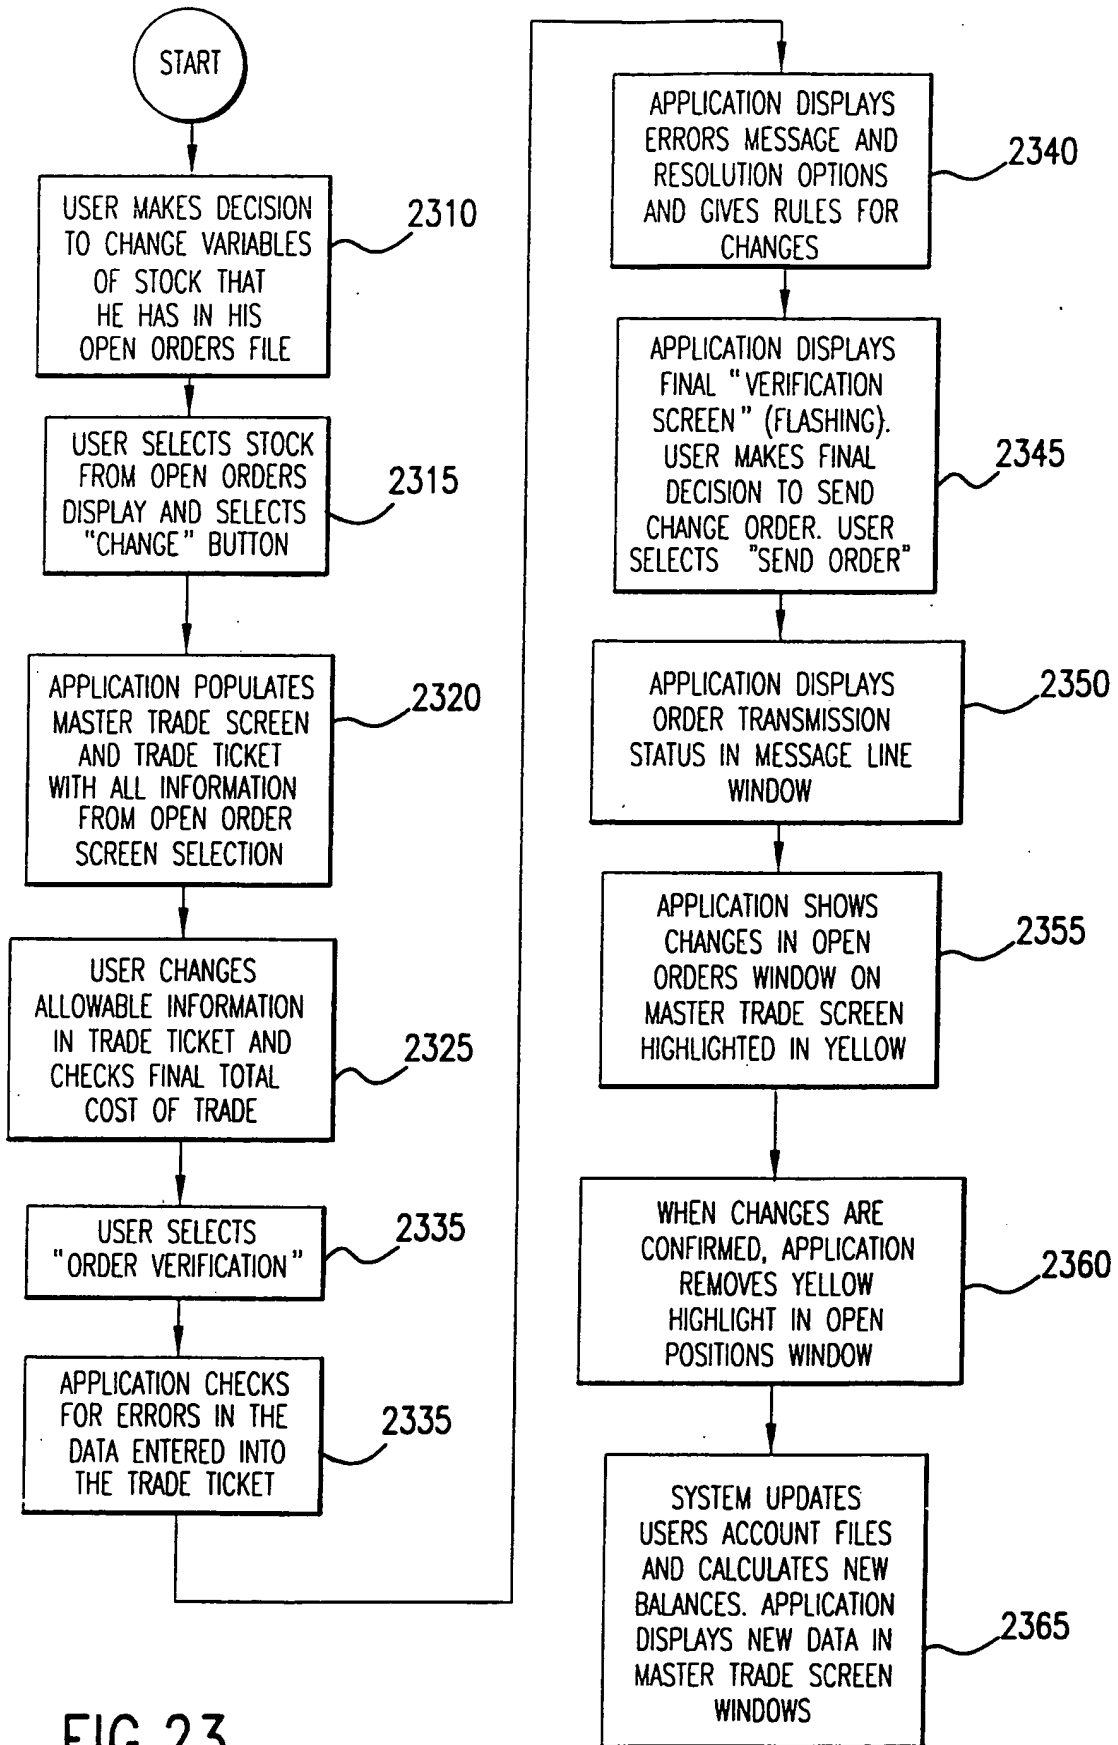 START
USER MAKES DECISION
TO CHANGE VARIABLES
OF STOCK THAT
HE HAS IN HIS
OPEN ORDERS FILE
2310
USER SELECTS STOCK
FROM OPEN ORDERS
DISPLAY AND SELECTS
"CHANGE" BUTTON
2315
APPLICATION POPULATES
MASTER TRADE SCREEN
AND TRADE TICKET
WITH ALL INFORMATION
FROM OPEN ORDER
SCREEN SELECTION
2320
USER CHANGES
ALLOWABLE INFORMATION
IN TRADE TICKET AND
CHECKS FINAL TOTAL
COST OF TRADE
2325
USER SELECTS
"ORDER VERIFICATION"
2335
APPLICATION CHECKS
FOR ERRORS IN THE
DATA ENTERED INTO
THE TRADE TICKET
2335
APPLICATION DISPLAYS
ERRORS MESSAGE AND
RESOLUTION OPTIONS
AND GIVES RULES FOR
CHANGES
2340
APPLICATION DISPLAYS
FINAL "VERIFICATION
SCREEN" (FLASHING).
USER MAKES FINAL
DECISION TO SEND
CHANGE ORDER. USER
SELECTS "SEND ORDER"
2345
APPLICATION DISPLAYS
ORDER TRANSMISSION
STATUS IN MESSAGE LINE
WINDOW
2350
APPLICATION SHOWS
CHANGES IN OPEN
ORDERS WINDOW ON
MASTER TRADE SCREEN
HIGHLIGHTED IN YELLOW
2355
WHEN CHANGES ARE
CONFIRMED, APPLICATION
REMOVES YELLOW
HIGHLIGHT IN OPEN
POSITIONS WINDOW
2360
SYSTEM UPDATES
USERS ACCOUNT FILES
AND CALCULATES NEW
BALANCES. APPLICATION
DISPLAYS NEW DATA IN
MASTER TRADE SCREEN
WINDOWS
2365
FIG.23